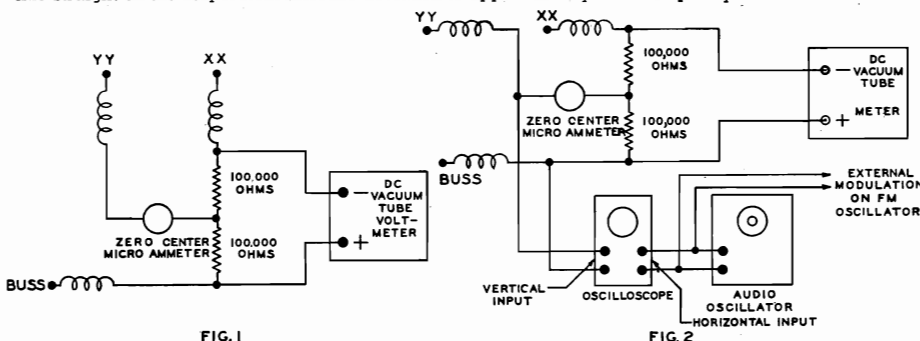 YY
XX
100,000
OHMS
ZERO CENTER
MICRO AMMETER
100,000
OHMS
DC
VACUUM
TUBE
VOLT-
METER
−
+
BUSS
FIG. 1
YY
XX
100,000
OHMS
ZERO CENTER
MICRO AMMETER
100,000
OHMS
DC
VACUUM
TUBE
METER
−
+
BUSS
EXTERNAL
MODULATION
ON FM
OSCILLATOR
VERTICAL
INPUT
OSCILLOSCOPE
AUDIO
OSCILLATOR
HORIZONTAL INPUT
FIG. 2